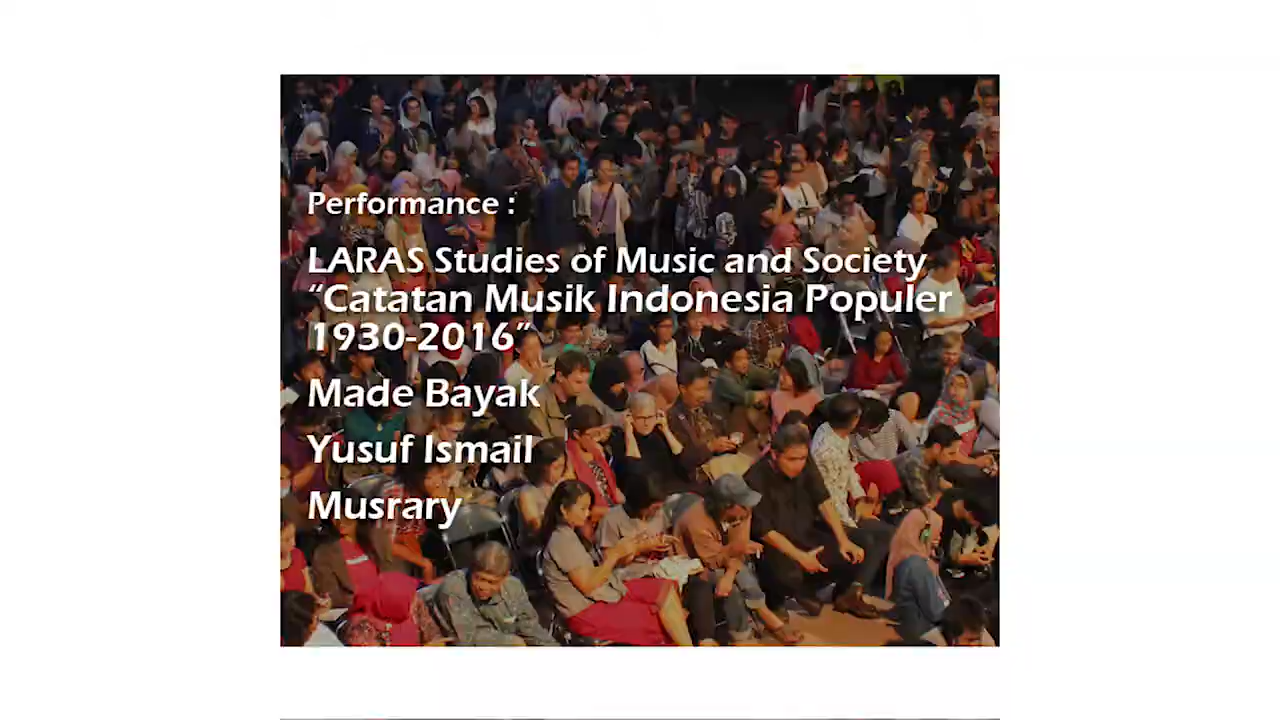 Performance :
LARAS Studies of Music and Society
“Catatan Musik Indonesia Populer
1930-2016”
Made Bayak
Yusuf Ismail
Musrary